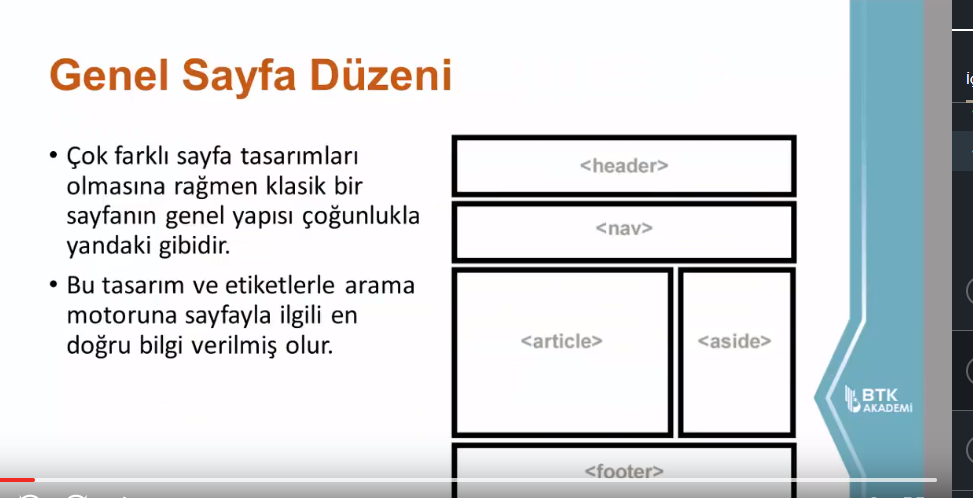 Genel Sayfa Düzeni
• Çok farklı sayfa tasarımları
olmasına rağmen klasik bir
sayfanın genel yapısı çoğunlukla
yandaki gibidir.
• Bu tasarım ve etiketlerle arama
motoruna sayfayla ilgili en
doğru bilgi verilmiş olur.
<header>
<nav>
<article>
<aside>
<footer>
BTK
AKADEMİ